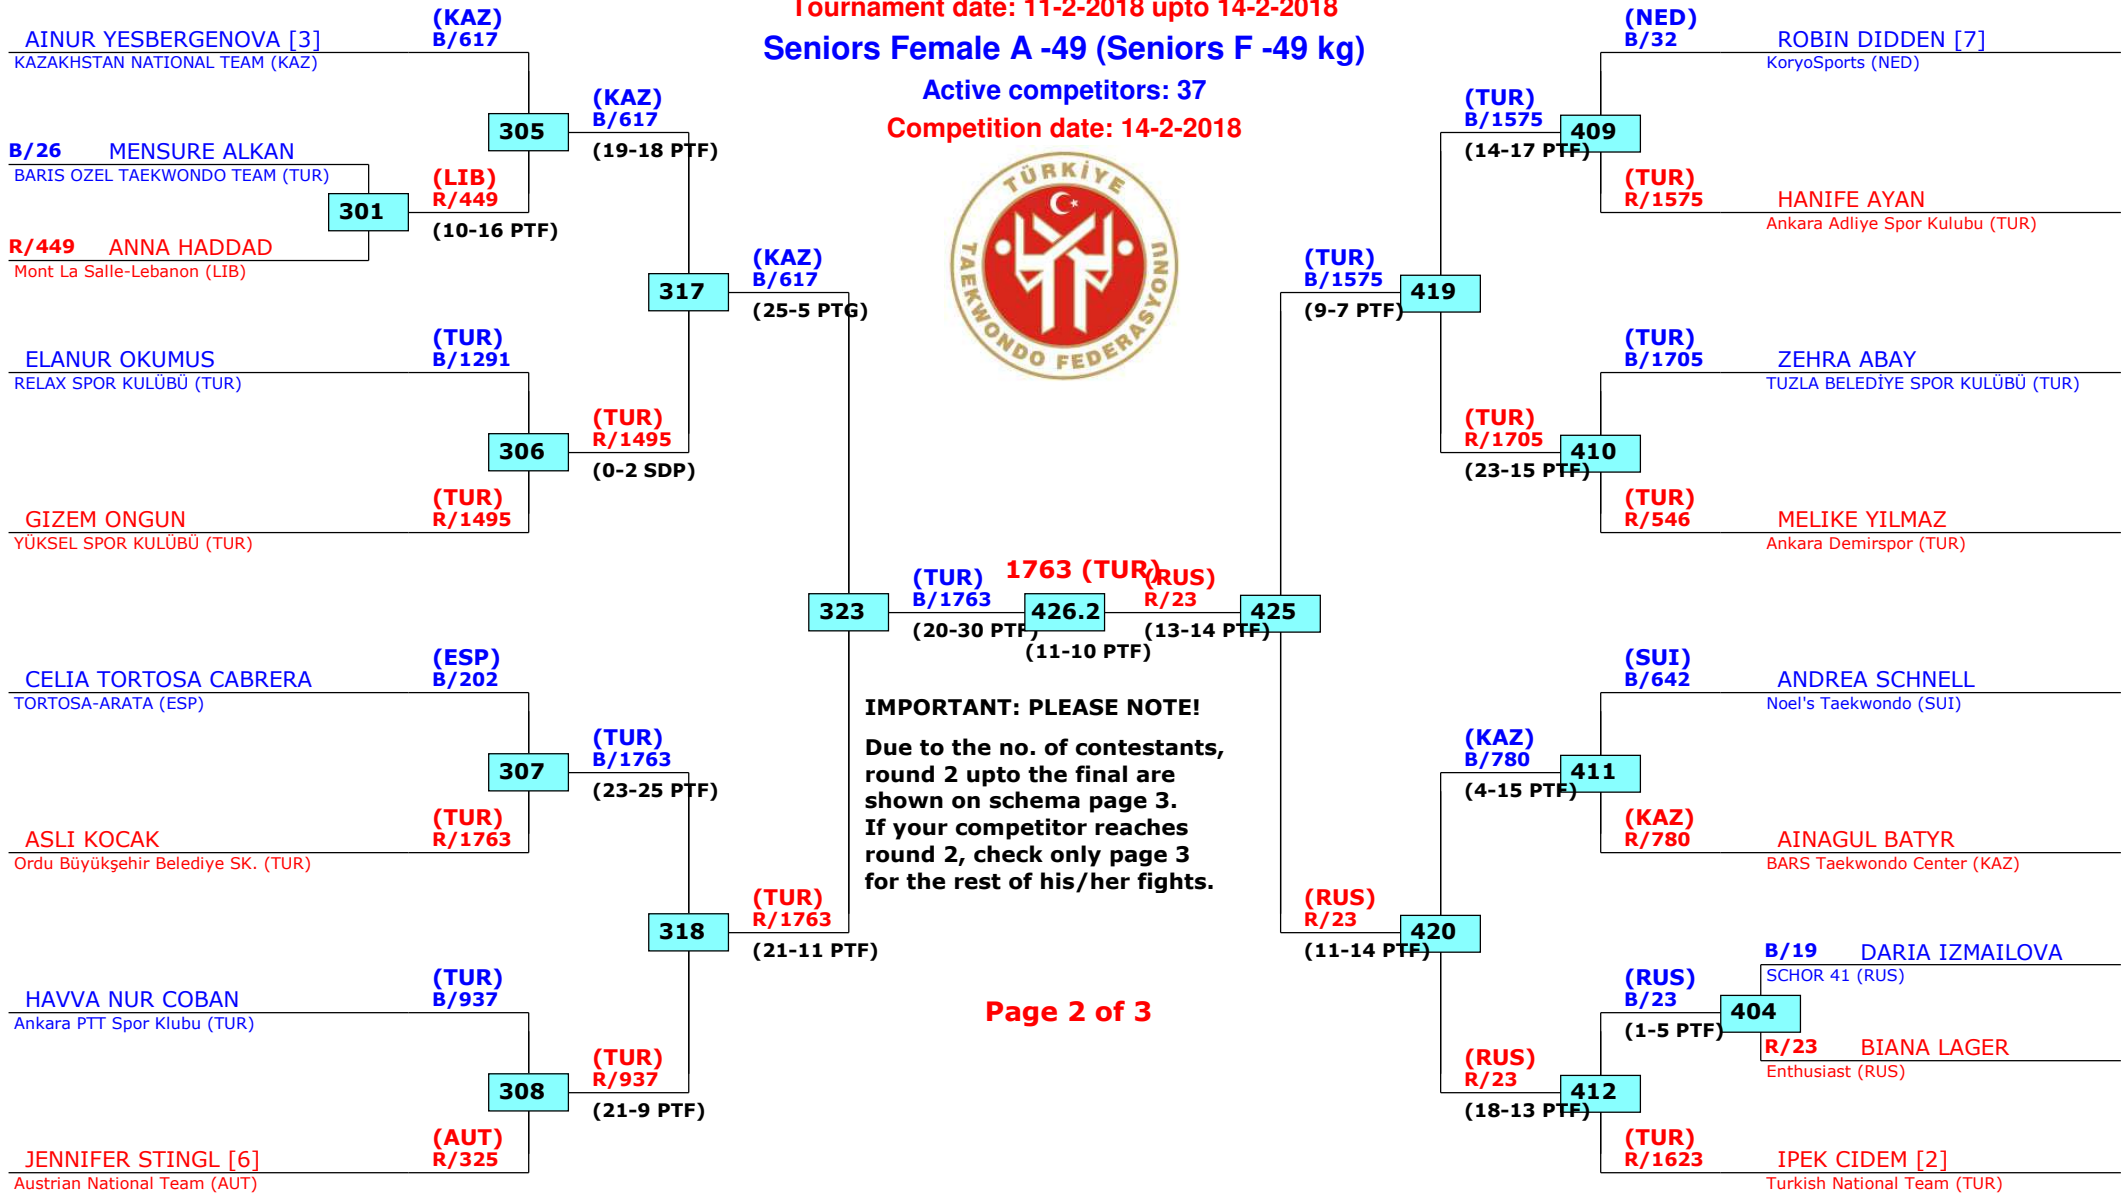 Tournament date: 11-2-2018 upto 14-2-2018
Seniors Female A -49 (Seniors F -49 kg)
Active competitors: 37
Competition date: 14-2-2018
TÜRKİYE
TAEKWONDO FEDERASYONU
(KAZ)
AINUR YESBERGENOVA [3] B/617
KAZAKHSTAN NATIONAL TEAM (KAZ)
305
(KAZ)
B/617
(19-18 PTF)
B/26 MENSURE ALKAN
BARIS OZEL TAEKWONDO TEAM (TUR)
301
(LIB)
R/449
(10-16 PTF)
R/449 ANNA HADDAD
Mont La Salle-Lebanon (LIB)
317
(KAZ)
B/617
(25-5 PTG)
(TUR)
ELANUR OKUMUS B/1291
RELAX SPOR KULÜBÜ (TUR)
306
(TUR)
R/1495
(0-2 SDP)
(TUR)
GIZEM ONGUN R/1495
YÜKSEL SPOR KULÜBÜ (TUR)
323
(TUR)
B/1763
(20-30 PTF)
1763 (TUR)
426.2
(11-10 PTF)
(RUS)
R/23
(13-14 PTF)
425
(ESP)
CELIA TORTOSA CABRERA B/202
TORTOSA-ARATA (ESP)
307
(TUR)
B/1763
(23-25 PTF)
(TUR)
ASLI KOCAK R/1763
Ordu Büyükşehir Belediye SK. (TUR)
318
(TUR)
R/1763
(21-11 PTF)
(TUR)
HAVVA NUR COBAN B/937
Ankara PTT Spor Klubu (TUR)
308
(TUR)
R/937
(21-9 PTF)
(AUT)
JENNIFER STINGL [6] R/325
Austrian National Team (AUT)
IMPORTANT: PLEASE NOTE!
Due to the no. of contestants,
round 2 upto the final are
shown on schema page 3.
If your competitor reaches
round 2, check only page 3
for the rest of his/her fights.
Page 2 of 3
(NED)
B/32 ROBIN DIDDEN [7]
KoryoSports (NED)
(TUR)
B/1575
(14-17 PTF)
409
(TUR)
R/1575 HANIFE AYAN
Ankara Adliye Spor Kulubu (TUR)
(TUR)
B/1575
(9-7 PTF)
419
(TUR)
B/1705 ZEHRA ABAY
TUZLA BELEDİYE SPOR KULÜBÜ (TUR)
(TUR)
R/1705
(23-15 PTF)
410
(TUR)
R/546 MELIKE YILMAZ
Ankara Demirspor (TUR)
(SUI)
B/642 ANDREA SCHNELL
Noel's Taekwondo (SUI)
(KAZ)
B/780
(4-15 PTF)
411
(KAZ)
R/780 AINAGUL BATYR
BARS Taekwondo Center (KAZ)
(RUS)
R/23
(11-14 PTF)
420
B/19 DARIA IZMAILOVA
SCHOR 41 (RUS)
(RUS)
B/23
(1-5 PTF)
404
R/23 BIANA LAGER
Enthusiast (RUS)
(RUS)
R/23
(18-13 PTF)
412
(TUR)
R/1623 IPEK CIDEM [2]
Turkish National Team (TUR)